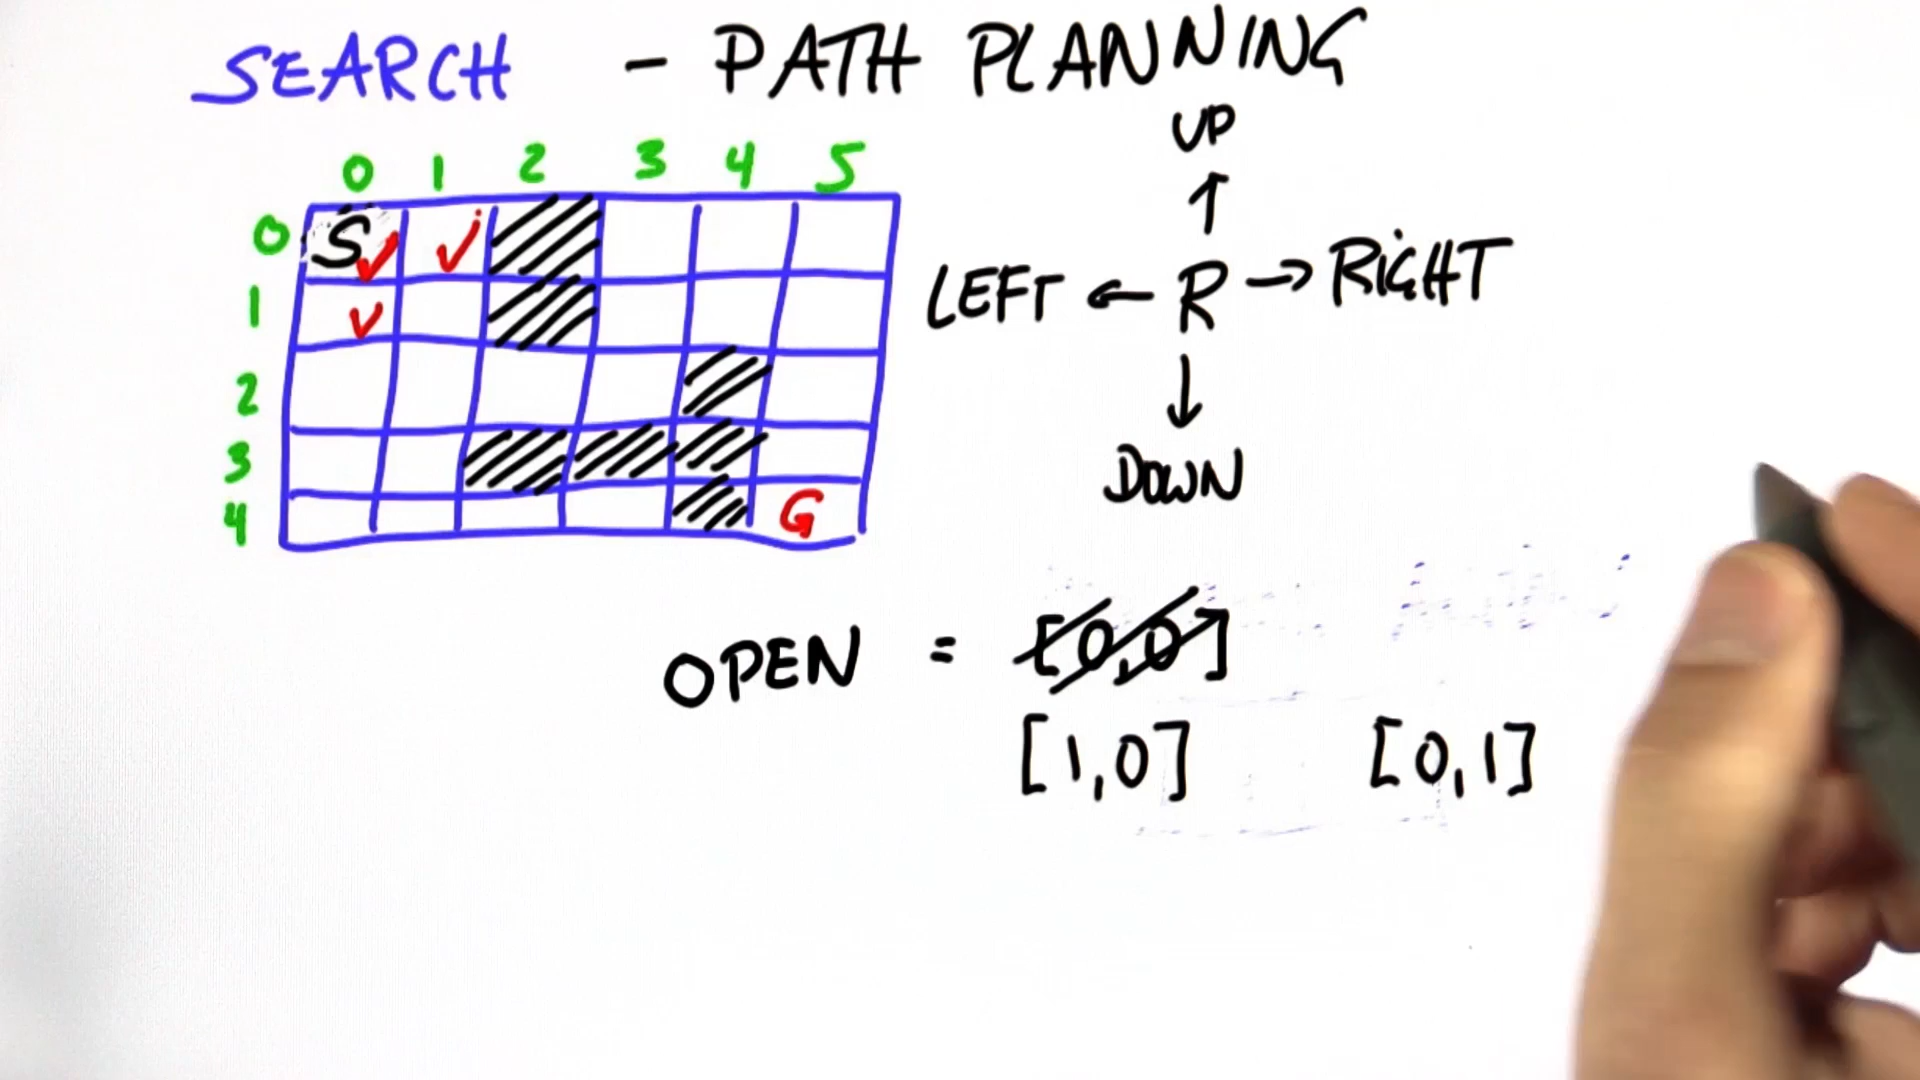 SEARCH - PATH PLANNING
UP
0 1 2 3 4 5
0 S
1
LEFT ← R → RIGHT
2
3
DOWN
4 G
OPEN = [0,0]
[1,0] [0,1]